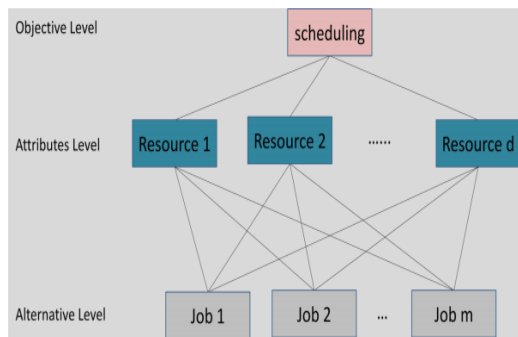 Objective Level
scheduling
Attributes Level
Resource 1
Resource 2
......
Resource d
Alternative Level
Job 1
Job 2
...
Job m